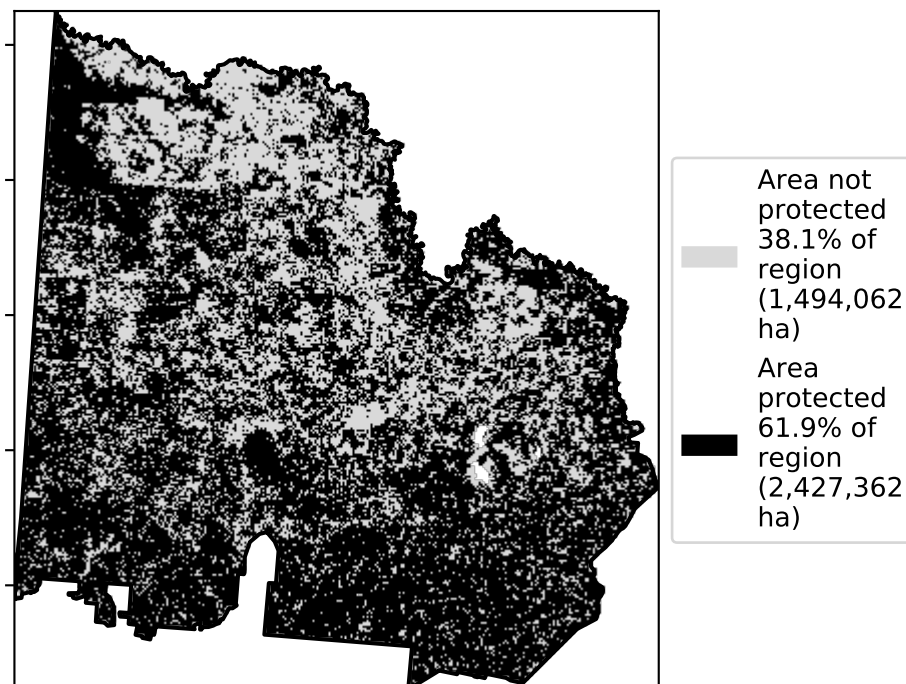 Area not
protected
38.1% of
region
(1,494,062
ha)
Area
protected
61.9% of
region
(2,427,362
ha)